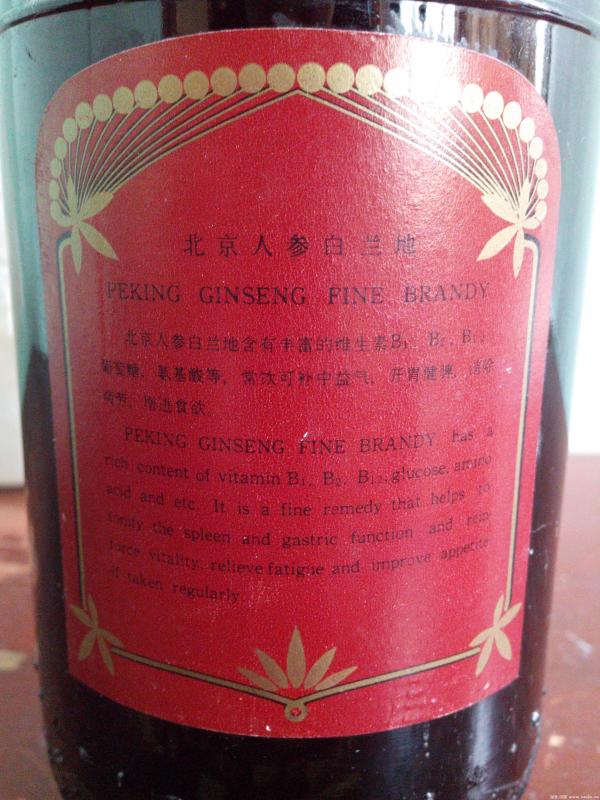 北京人参白兰地
PEKING GINSENG FINE BRANDY
北京人参白兰地含有丰富的维生素B₁、B₂、B₁₂、
葡萄糖、氨基酸等，常饮可补中益气，开胃健脾，消除
疲劳，增进食欲。
PEKING GINSENG FINE BRANDY has a
rich content of vitamin B₁, B₂, B₁₂, glucose, amino
acid and etc. It is a fine remedy that helps to
fortify the spleen and gastric function and rein-
force vitality, relieve fatigue and improve appetite
if taken regularly.